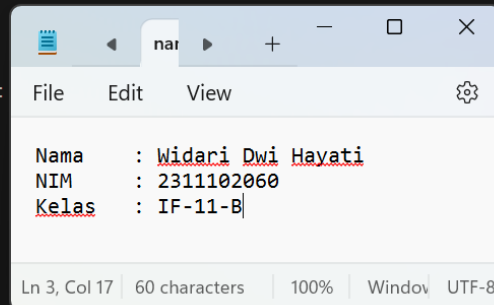 nar
File Edit View
Nama : Widari Dwi Hayati
NIM : 2311102060
Kelas : IF-11-B
Ln 3, Col 17 60 characters 100% Window UTF-8